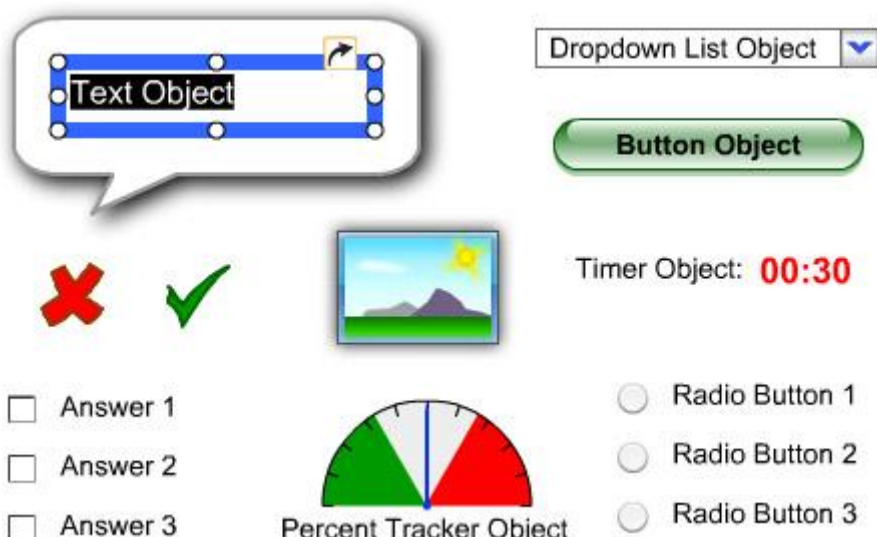 Text Object
Dropdown List Object
Button Object
Timer Object: 00:30
Answer 1
Answer 2
Answer 3
Percent Tracker Object
Radio Button 1
Radio Button 2
Radio Button 3